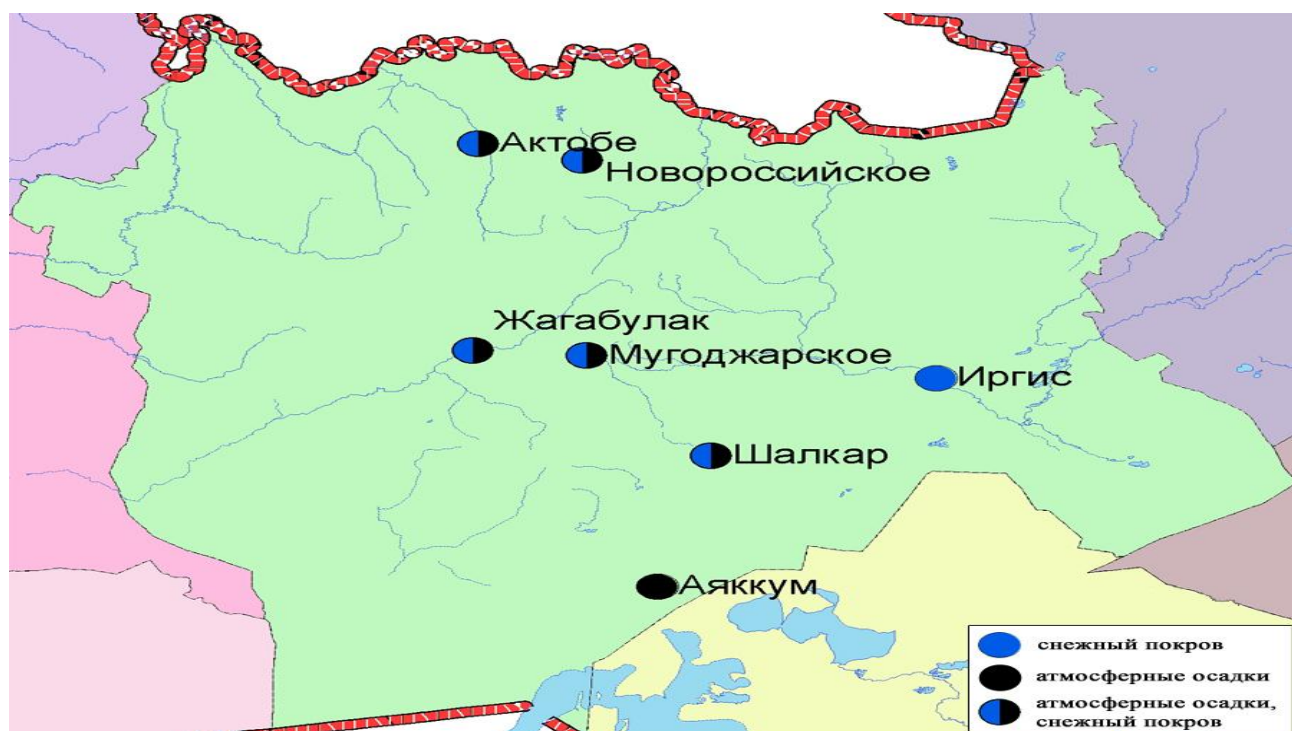 Актобе
Новороссийское
Жагабулак
Мугоджарское
Иргис
Шалкар
Аяккум
снежный покров
атмосферные осадки
атмосферные осадки,
снежный покров